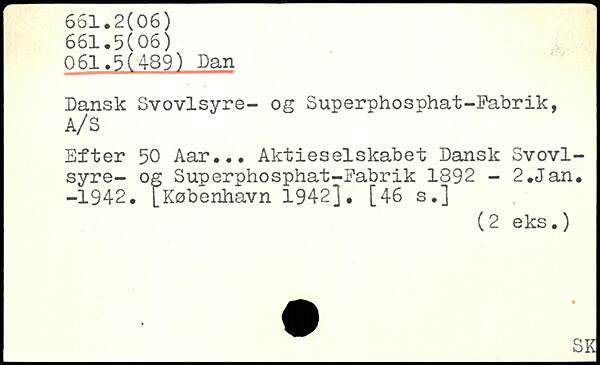 661.2(06)
661.5(06)
061.5(489) Dan
Dansk Svovlsyre- og Superphosphat-Fabrik,
A/S
Efter 50 Aar... Aktieselskabet Dansk Svovl-
syre- og Superphosphat-Fabrik 1892 - 2.Jan.
-1942. [København 1942]. [46 s.]
(2 eks.)
SK